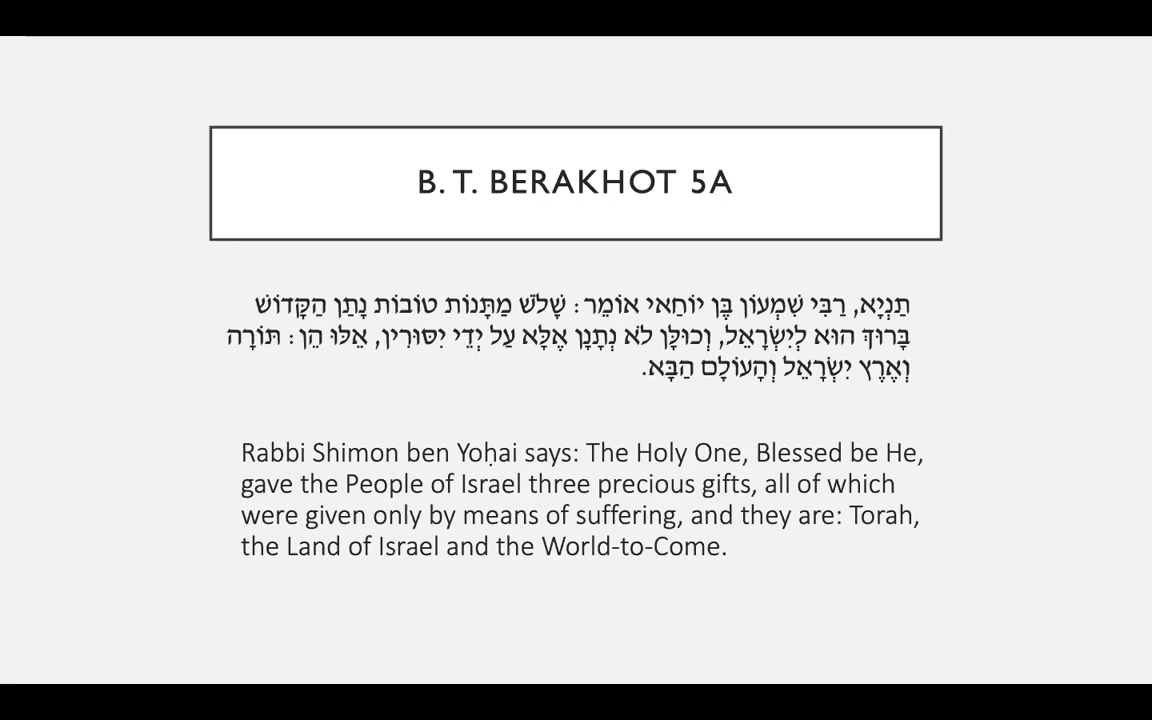 B. T. BERAKHOT 5A
תַּנְיָא, רַבִּי שִׁמְעוֹן בֶּן יוֹחַאי אוֹמֵר: שָׁלֹשׁ מַתָּנוֹת טוֹבוֹת נָתַן הַקָּדוֹשׁ
בָּרוּךְ הוּא לְיִשְׂרָאֵל, וְכוּלָּן לֹא נְתָנָן אֶלָּא עַל יְדֵי יִסּוּרִין, אֵלּוּ הֵן: תּוֹרָה
וְאֶרֶץ יִשְׂרָאֵל וְהָעוֹלָם הַבָּא.
Rabbi Shimon ben Yoḥai says: The Holy One, Blessed be He,
gave the People of Israel three precious gifts, all of which
were given only by means of suffering, and they are: Torah,
the Land of Israel and the World-to-Come.